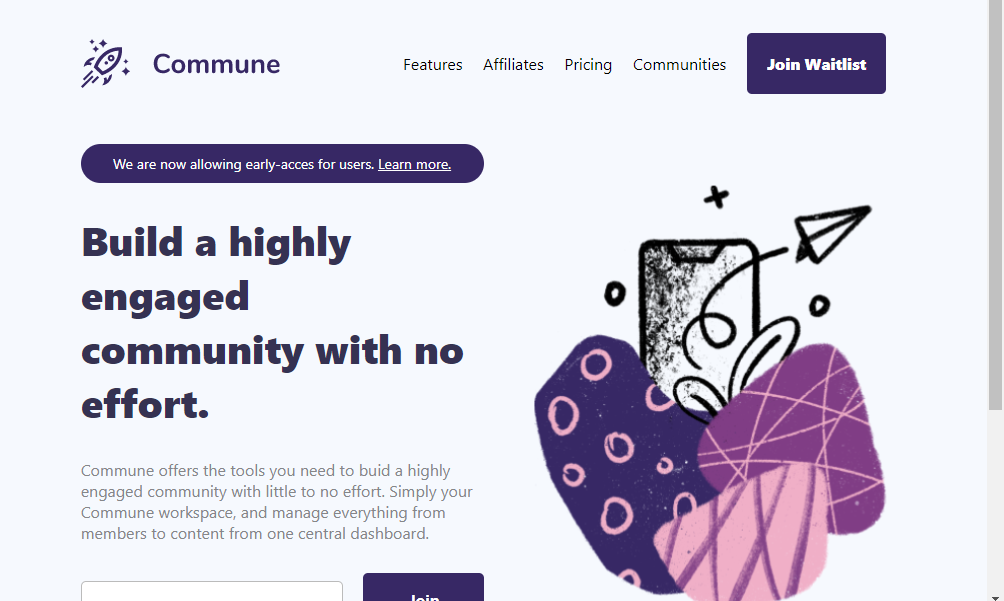 Commune
Features
Affiliates
Pricing
Communities
Join Waitlist
We are now allowing early-acces for users. Learn more.
Build a highly
engaged
community with no
effort.
Commune offers the tools you need to buid a highly
engaged community with little to no effort. Simply your
Commune workspace, and manage everything from
members to content from one central dashboard.
Join